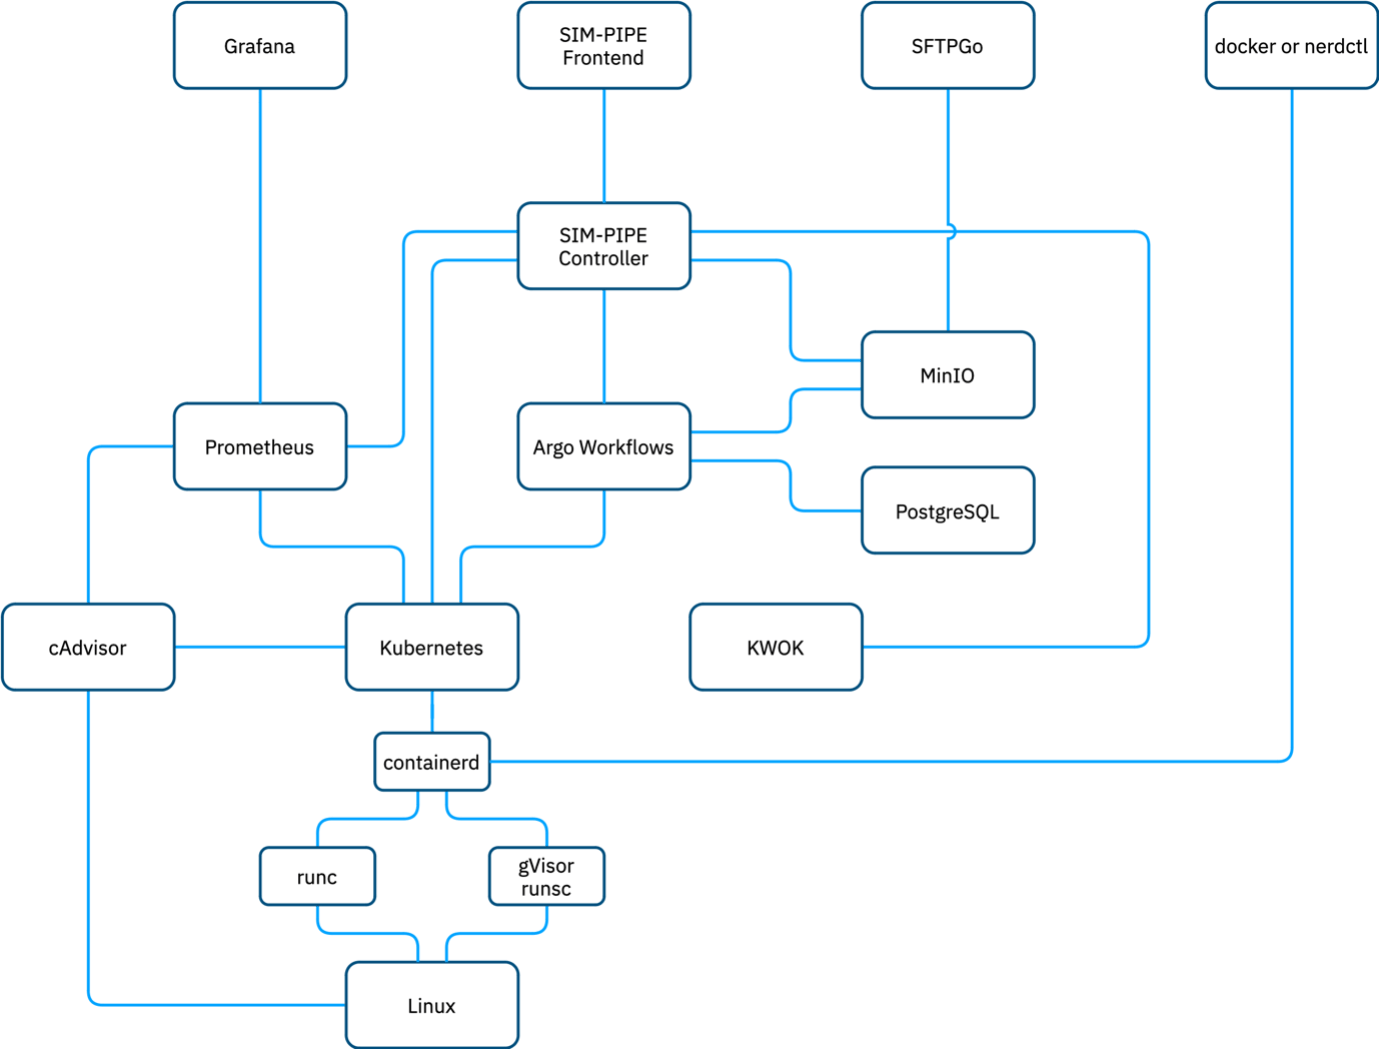 Grafana
SIM-PIPE
Frontend
SFTPGo
docker or nerdctl
SIM-PIPE
Controller
MinIO
Prometheus
Argo Workflows
PostgreSQL
cAdvisor
Kubernetes
KWOK
containerd
runc
gVisor
runsc
Linux